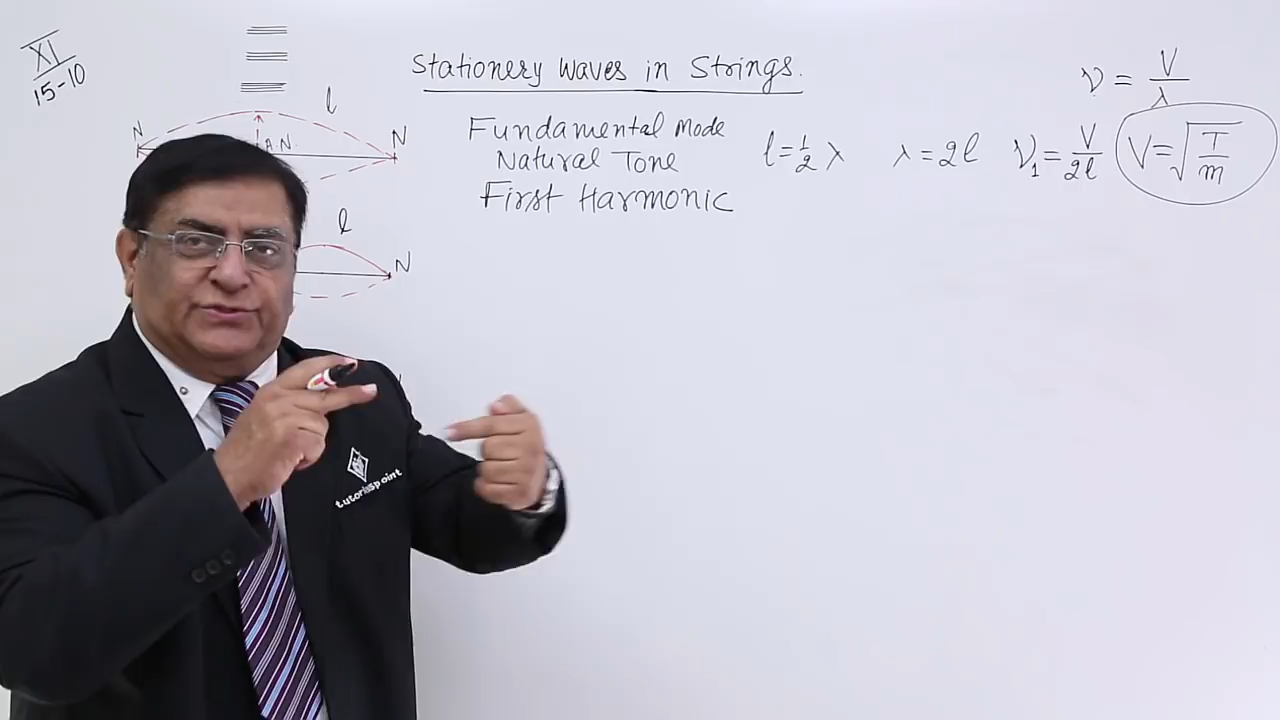 XI
15-10
Stationery Waves in Strings.
ν = V/λ
l
N A.N. N
Fundamental Mode
Natural Tone
First Harmonic
l = 1/2 λ λ = 2l ν₁ = V/2l V = √T/m
l
N
tutorialspoint